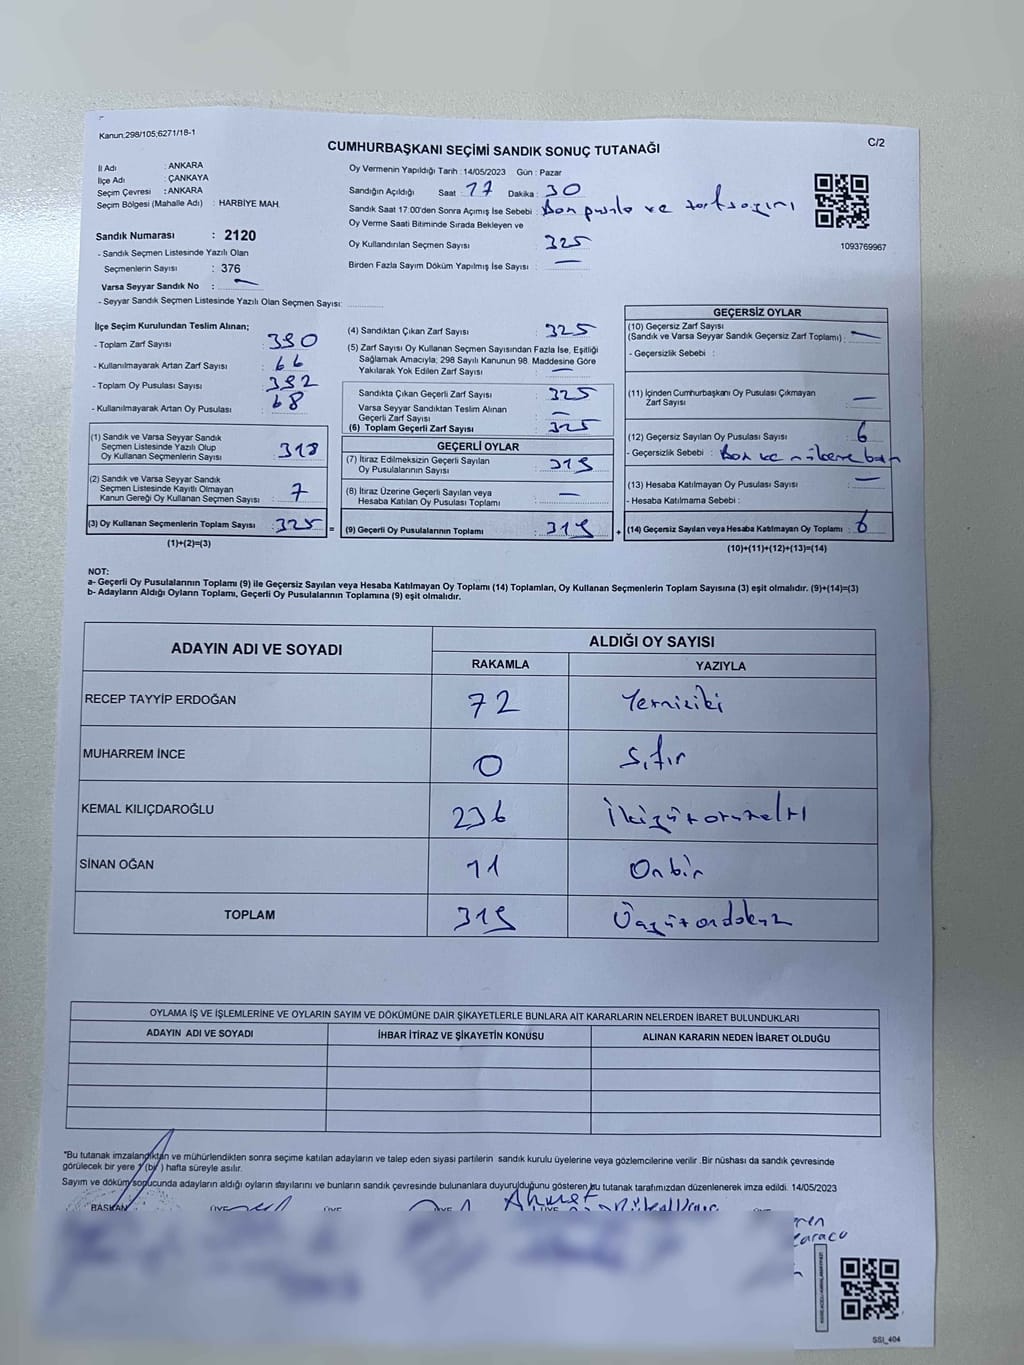 Kanun:298/105;6271/18-1
C/2
CUMHURBAŞKANI SEÇİMİ SANDIK SONUÇ TUTANAĞI
İl Adı : ANKARA
İlçe Adı : ÇANKAYA
Seçim Çevresi : ANKARA
Seçim Bölgesi (Mahalle Adı) : HARBİYE MAH.
Sandık Numarası : 2120
- Sandık Seçmen Listesinde Yazılı Olan
Seçmenlerin Sayısı : 376
Varsa Seyyar Sandık No : —
- Seyyar Sandık Seçmen Listesinde Yazılı Olan Seçmen Sayısı:
Oy Vermenin Yapıldığı Tarih : 14/05/2023 Gün : Pazar
Sandığın Açıldığı Saat : 17 Dakika : 30
Sandık Saat 17:00'den Sonra Açımış İse Sebebi : ve
Oy Verme Saati Bitiminde Sırada Bekleyen ve
Oy Kullandırılan Seçmen Sayısı : 325
Birden Fazla Sayım Döküm Yapılmış İse Sayısı : —
1093769967
İlçe Seçim Kurulundan Teslim Alınan;
- Toplam Zarf Sayısı : 390
- Kullanılmayarak Artan Zarf Sayısı : 66
- Toplam Oy Pusulası Sayısı : 392
- Kullanılmayarak Artan Oy Pusulası : 68
(1) Sandık ve Varsa Seyyar Sandık
Seçmen Listesinde Yazılı Olup
Oy Kullanan Seçmenlerin Sayısı : 318
(2) Sandık ve Varsa Seyyar Sandık
Seçmen Listesinde Kayıtlı Olmayan
Kanun Gereği Oy Kullanan Seçmen Sayısı : 7
(3) Oy Kullanan Seçmenlerin Toplam Sayısı : 325
(1)+(2)=(3)
(4) Sandıktan Çıkan Zarf Sayısı : 325
(5) Zarf Sayısı Oy Kullanan Seçmen Sayısından Fazla İse, Eşitliği
Sağlamak Amacıyla; 298 Sayılı Kanunun 98. Maddesine Göre
Yakılarak Yok Edilen Zarf Sayısı : —
Sandıkta Çıkan Geçerli Zarf Sayısı : 325
Varsa Seyyar Sandıktan Teslim Alınan
Geçerli Zarf Sayısı : —
(6) Toplam Geçerli Zarf Sayısı : 325
GEÇERLİ OYLAR
(7) İtiraz Edilmeksizin Geçerli Sayılan
Oy Pusulalarının Sayısı : 319
(8) İtiraz Üzerine Geçerli Sayılan veya
Hesaba Katılan Oy Pusulası Toplamı : —
= (9) Geçerli Oy Pusulalarının Toplamı : 319
GEÇERSİZ OYLAR
(10) Geçersiz Zarf Sayısı
(Sandık ve Varsa Seyyar Sandık Geçersiz Zarf Toplamı) : —
- Geçersizlik Sebebi :
(11) İçinden Cumhurbaşkanı Oy Pusulası Çıkmayan
Zarf Sayısı : —
(12) Geçersiz Sayılan Oy Pusulası Sayısı : 6
- Geçersizlik Sebebi :
(13) Hesaba Katılmayan Oy Pusulası Sayısı : —
- Hesaba Katılmama Sebebi :
+ (14) Geçersiz Sayılan veya Hesaba Katılmayan Oy Toplamı : 6
(10)+(11)+(12)+(13)=(14)
NOT:
a- Geçerli Oy Pusulalarının Toplamı (9) ile Geçersiz Sayılan veya Hesaba Katılmayan Oy Toplamı (14) Toplamları, Oy Kullanan Seçmenlerin Toplam Sayısına (3) eşit olmalıdır. (9)+(14)=(3)
b- Adayların Aldığı Oyların Toplamı, Geçerli Oy Pusulalarının Toplamına (9) eşit olmalıdır.
ADAYIN ADI VE SOYADI
ALDIĞI OY SAYISI
RAKAMLA YAZIYLA
RECEP TAYYİP ERDOĞAN 72 Yetmişiki
MUHARREM İNCE 0 Sıfır
KEMAL KILIÇDAROĞLU 236 İkiyüzotuzaltı
SİNAN OĞAN 11 Onbir
TOPLAM 319 Üçyüzondokuz
OYLAMA İŞ VE İŞLEMLERİNE VE OYLARIN SAYIM VE DÖKÜMÜNE DAİR ŞİKAYETLERLE BUNLARA AİT KARARLARIN NELERDEN İBARET BULUNDUKLARI
ADAYIN ADI VE SOYADI İHBAR İTİRAZ VE ŞİKAYETİN KONUSU ALINAN KARARIN NEDEN İBARET OLDUĞU
"Bu tutanak imzalandıktan ve mühürlendikten sonra seçime katılan adayların ve talep eden siyasi partilerin sandık kurulu üyelerine veya gözlemcilerine verilir .Bir nüshası da sandık çevresinde
görülecek bir yere 1 (bir) hafta süreyle asılır.
Sayım ve döküm sonucunda adayların aldığı oyların sayılarını ve bunların sandık çevresinde bulunanlara duyurulduğunu gösteren bu tutanak tarafımızdan düzenlenerek imza edildi. 14/05/2023
BAŞKAN ÜYE ÜYE Ahmet
SSI_404